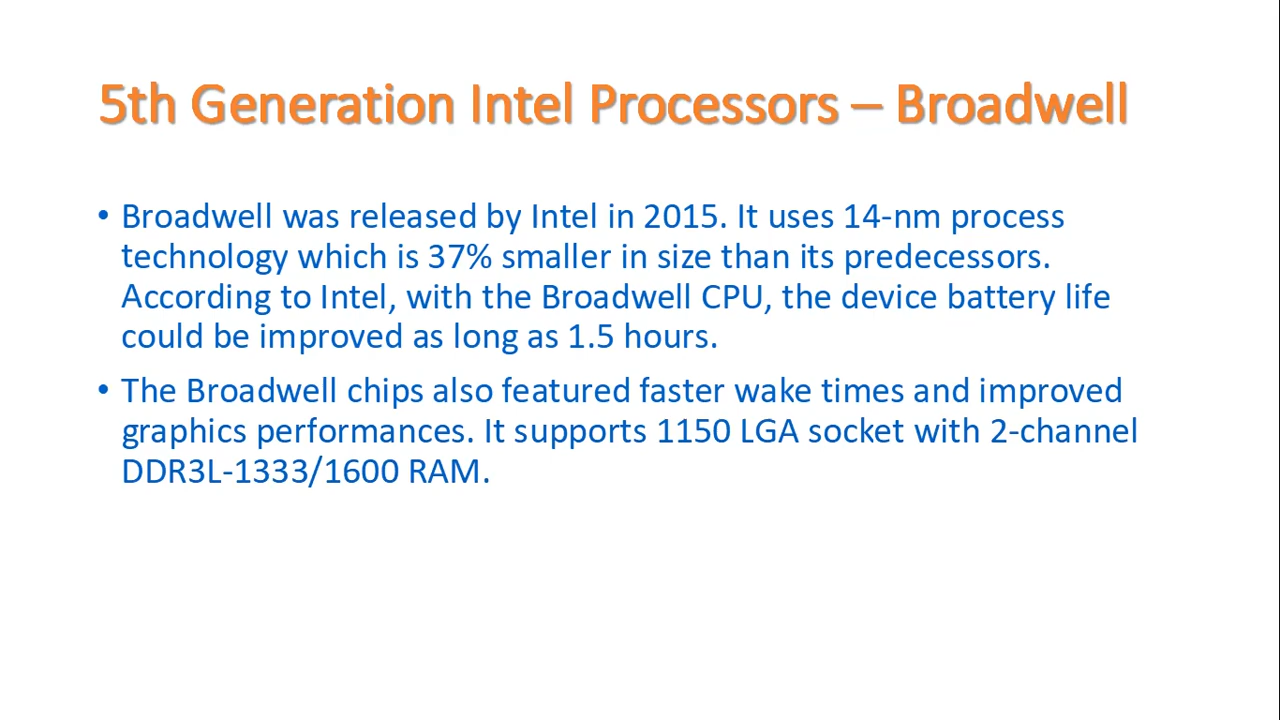 5th Generation Intel Processors – Broadwell
• Broadwell was released by Intel in 2015. It uses 14-nm process
technology which is 37% smaller in size than its predecessors.
According to Intel, with the Broadwell CPU, the device battery life
could be improved as long as 1.5 hours.
• The Broadwell chips also featured faster wake times and improved
graphics performances. It supports 1150 LGA socket with 2-channel
DDR3L-1333/1600 RAM.